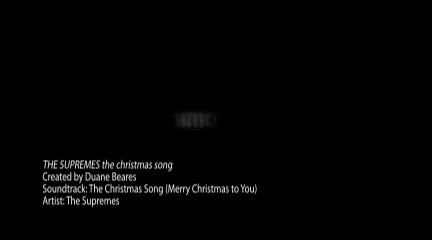 THE SUPREMES the christmas song
Created by Duane Beares
Soundtrack: The Christmas Song (Merry Christmas to You)
Artist: The Supremes